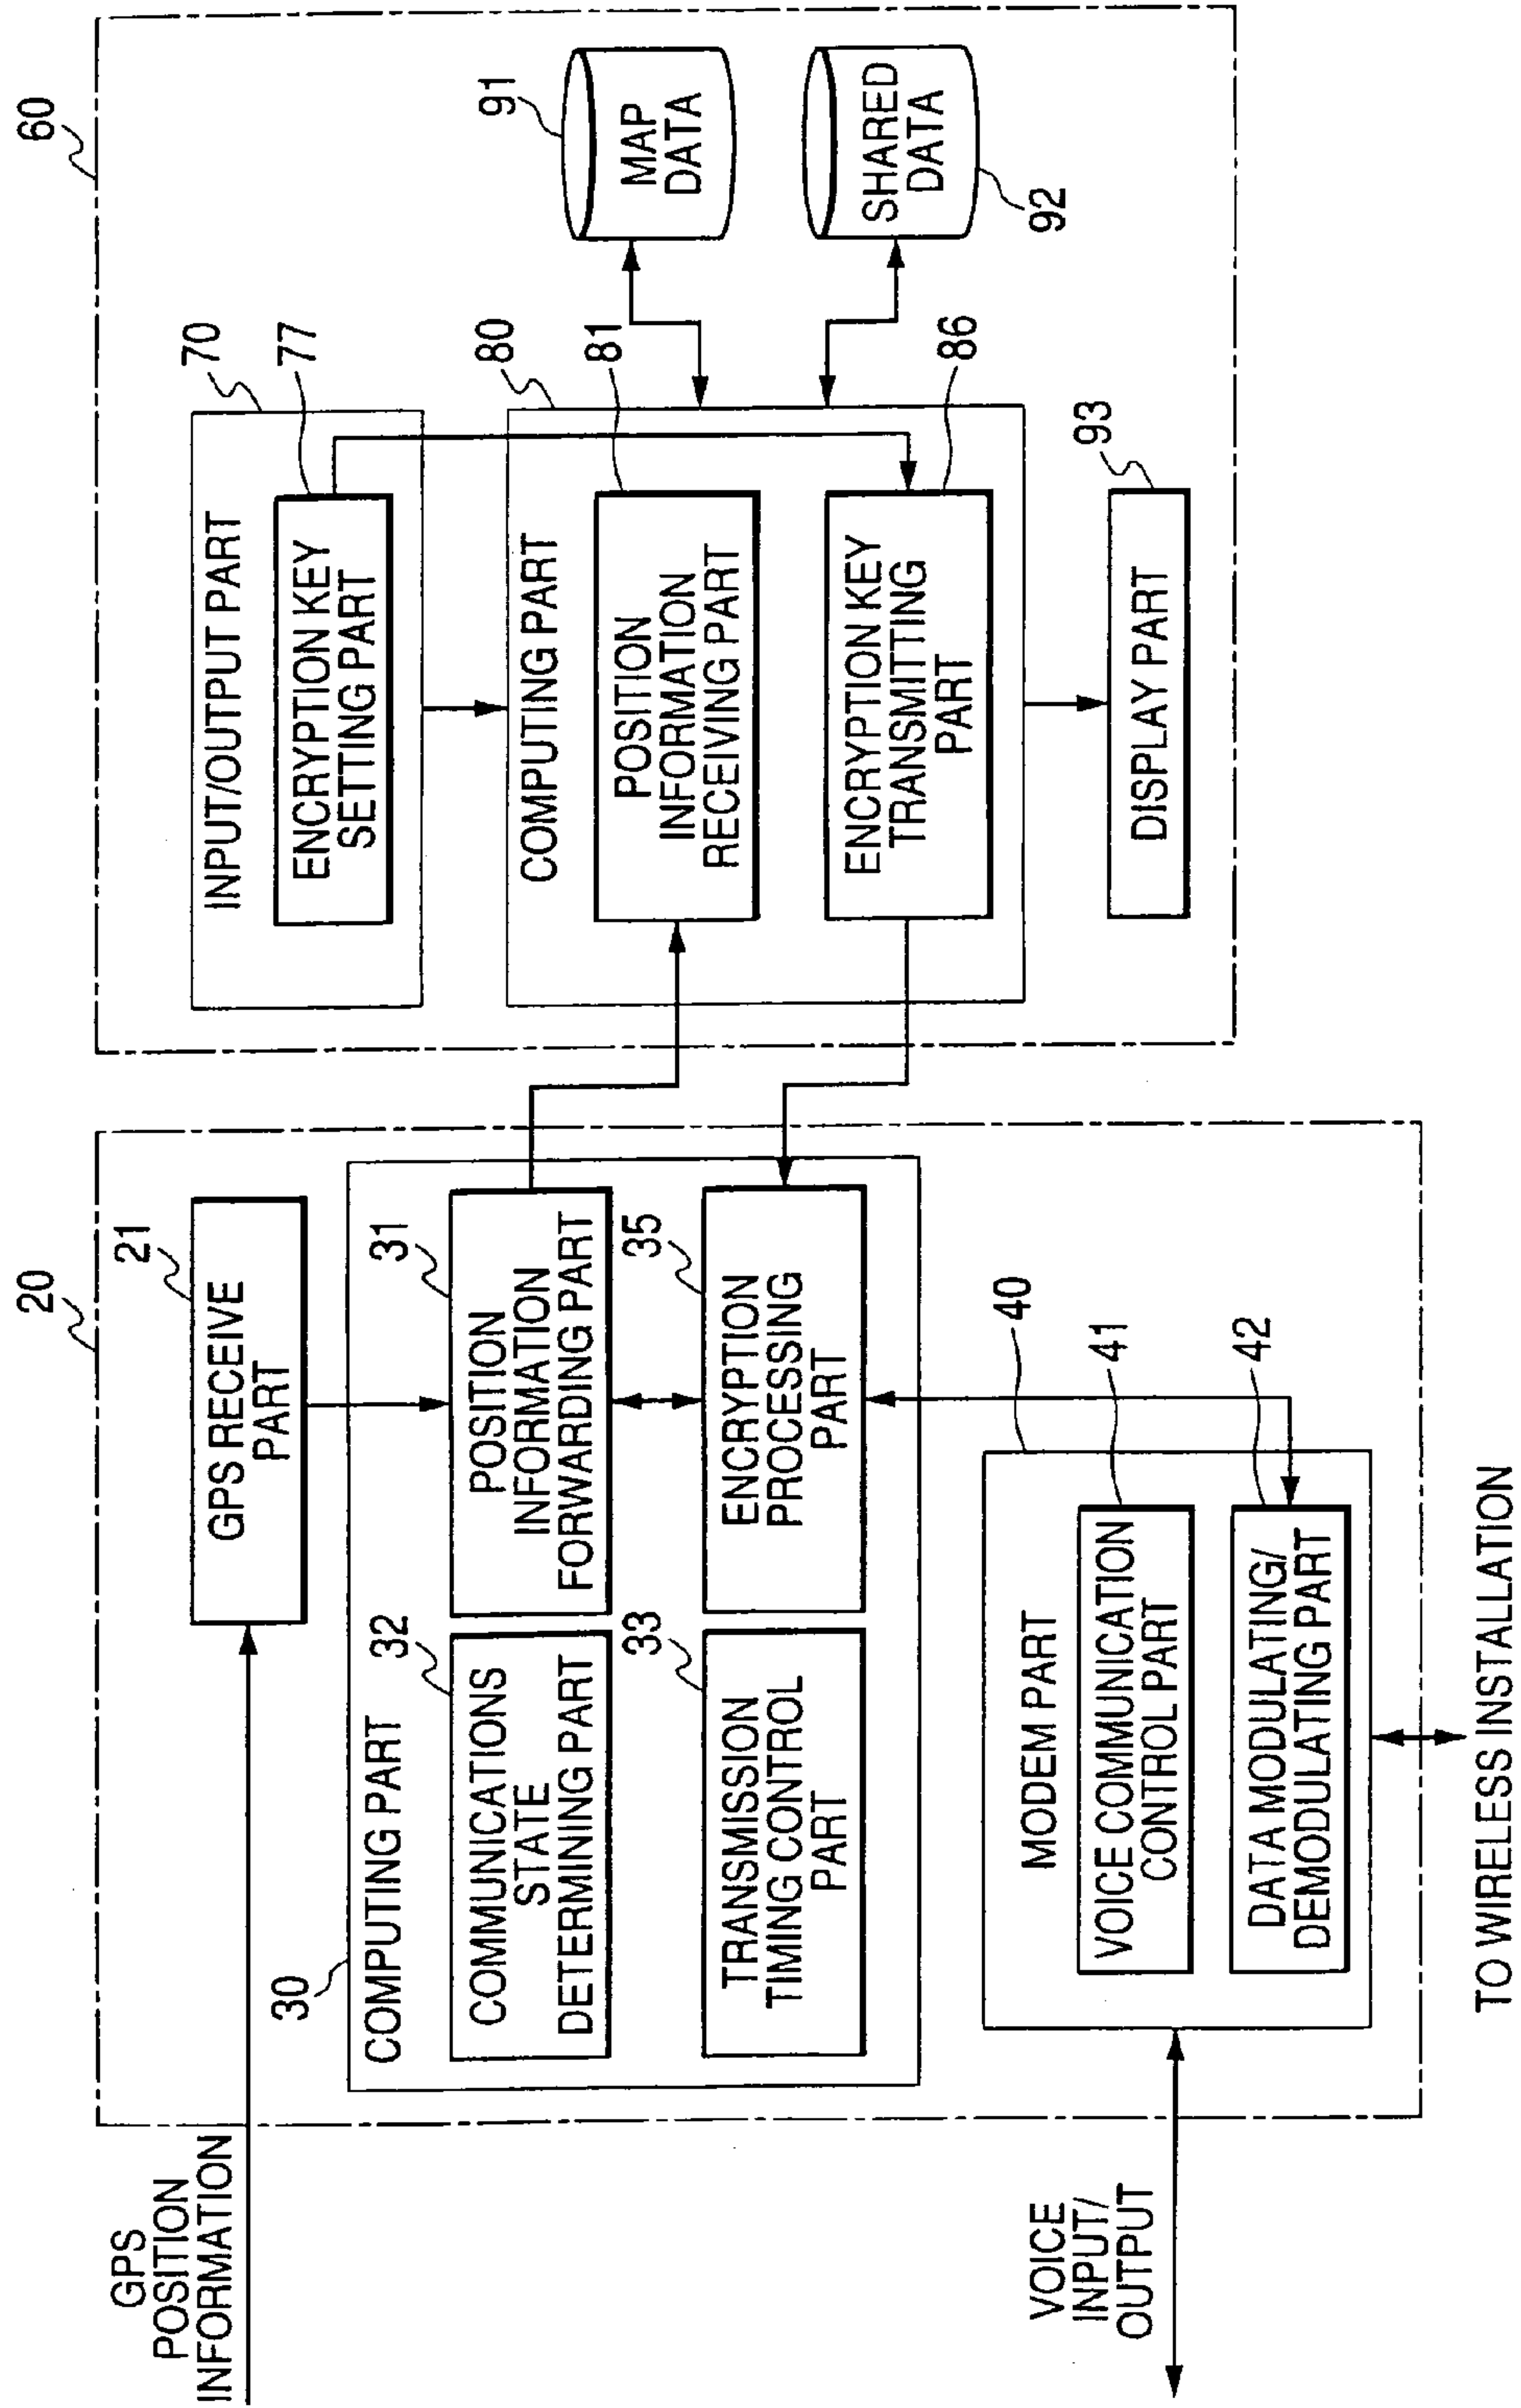 20
60
GPS
POSITION
INFORMATION
21
GPS RECEIVE
PART
30
COMPUTING PART
32
COMMUNICATIONS
STATE
DETERMINING PART
31
POSITION
INFORMATION
FORWARDING PART
33
TRANSMISSION
TIMING CONTROL
PART
35
ENCRYPTION
PROCESSING
PART
40
MODEM PART
41
VOICE COMMUNICATION
CONTROL PART
42
DATA MODULATING/
DEMODULATING PART
VOICE
INPUT/
OUTPUT
TO WIRELESS INSTALLATION
70
INPUT/OUTPUT PART
77
ENCRYPTION KEY
SETTING PART
80
COMPUTING PART
81
POSITION
INFORMATION
RECEIVING PART
86
ENCRYPTION KEY
TRANSMITTING
PART
93
DISPLAY PART
91
MAP
DATA
SHARED
DATA
92